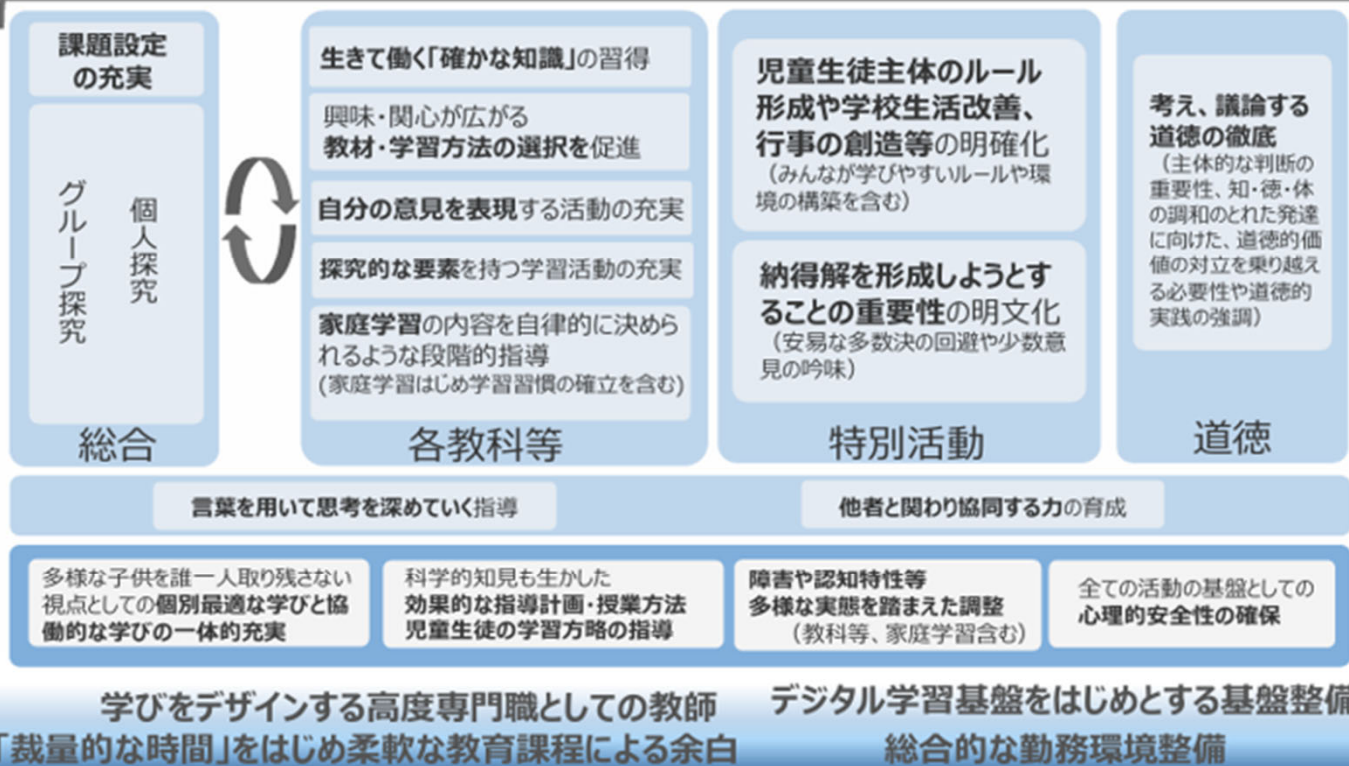 課題設定
の充実
グループ探究
個人探究
総合
生きて働く「確かな知識」の習得
興味・関心が広がる
教材・学習方法の選択を促進
自分の意見を表現する活動の充実
探究的な要素を持つ学習活動の充実
家庭学習の内容を自律的に決めら
れるような段階的指導
(家庭学習はじめ学習習慣の確立を含む)
各教科等
児童生徒主体のルール
形成や学校生活改善、
行事の創造等の明確化
（みんなが学びやすいルールや環
境の構築を含む）
納得解を形成しようとす
ることの重要性の明文化
（安易な多数決の回避や少数意
見の吟味）
特別活動
考え、議論する
道徳の徹底
（主体的な判断の
重要性、知・徳・体
の調和のとれた発達
に向けた、道徳的価
値の対立を乗り越え
る必要性や道徳的
実践の強調）
道徳
言葉を用いて思考を深めていく指導
他者と関わり協同する力の育成
多様な子供を誰一人取り残さない
視点としての個別最適な学びと協
働的な学びの一体的充実
科学的知見も生かした
効果的な指導計画・授業方法
児童生徒の学習方略の指導
障害や認知特性等
多様な実態を踏まえた調整
（教科等、家庭学習含む）
全ての活動の基盤としての
心理的安全性の確保
学びをデザインする高度専門職としての教師
「裁量的な時間」をはじめ柔軟な教育課程による余白
デジタル学習基盤をはじめとする基盤整備
総合的な勤務環境整備